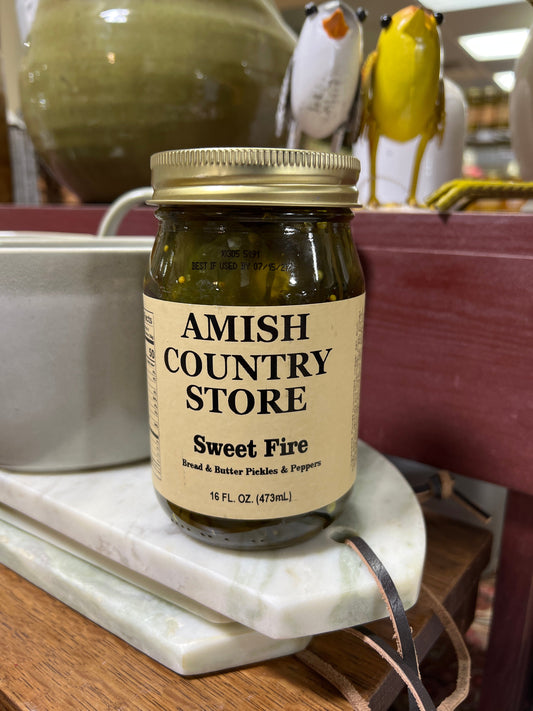 BEST IF USED BY 07/15/27
AMISH
COUNTRY
STORE
Sweet Fire
Bread & Butter Pickles & Peppers
16 FL. OZ. (473mL)